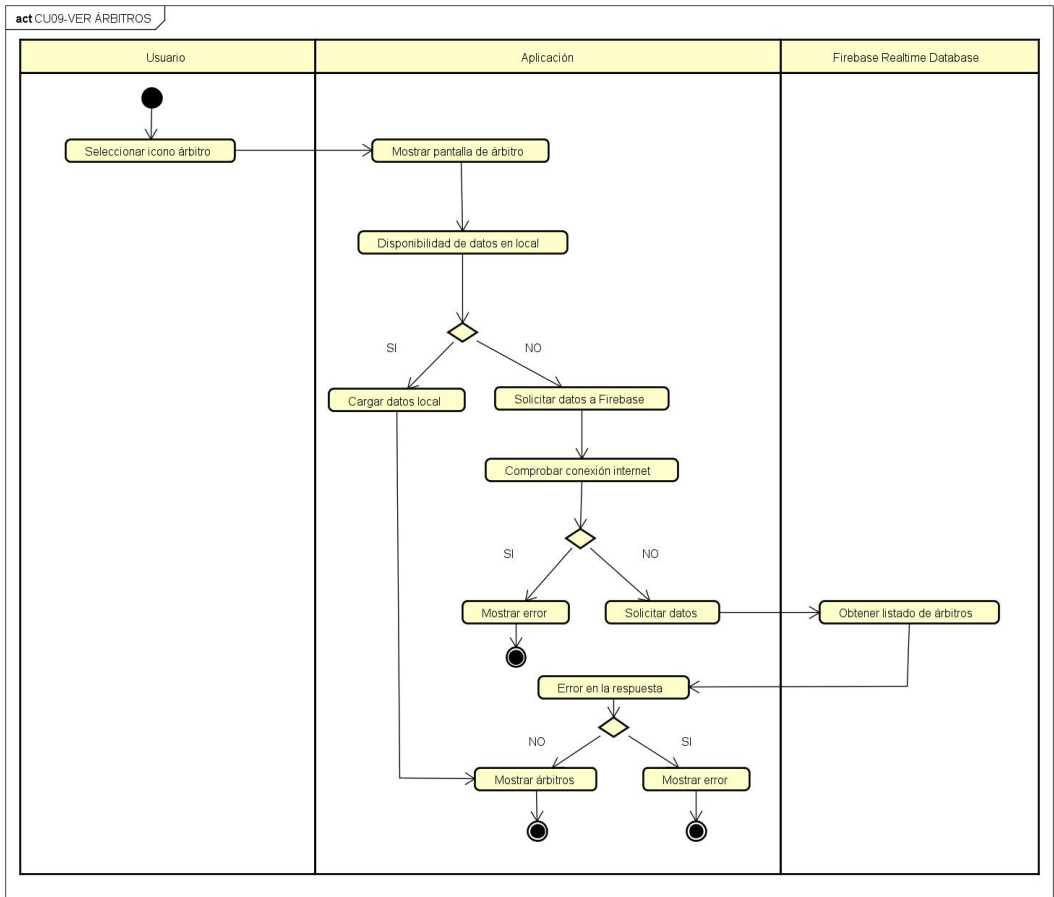 act CU09-VER ÁRBITROS
Usuario
Aplicación
Firebase Realtime Database
Seleccionar icono árbitro
Mostrar pantalla de árbitro
Disponibilidad de datos en local
SI
NO
Cargar datos local
Solicitar datos a Firebase
Comprobar conexión internet
SI
NO
Mostrar error
Solicitar datos
Obtener listado de árbitros
Error en la respuesta
NO
SI
Mostrar árbitros
Mostrar error